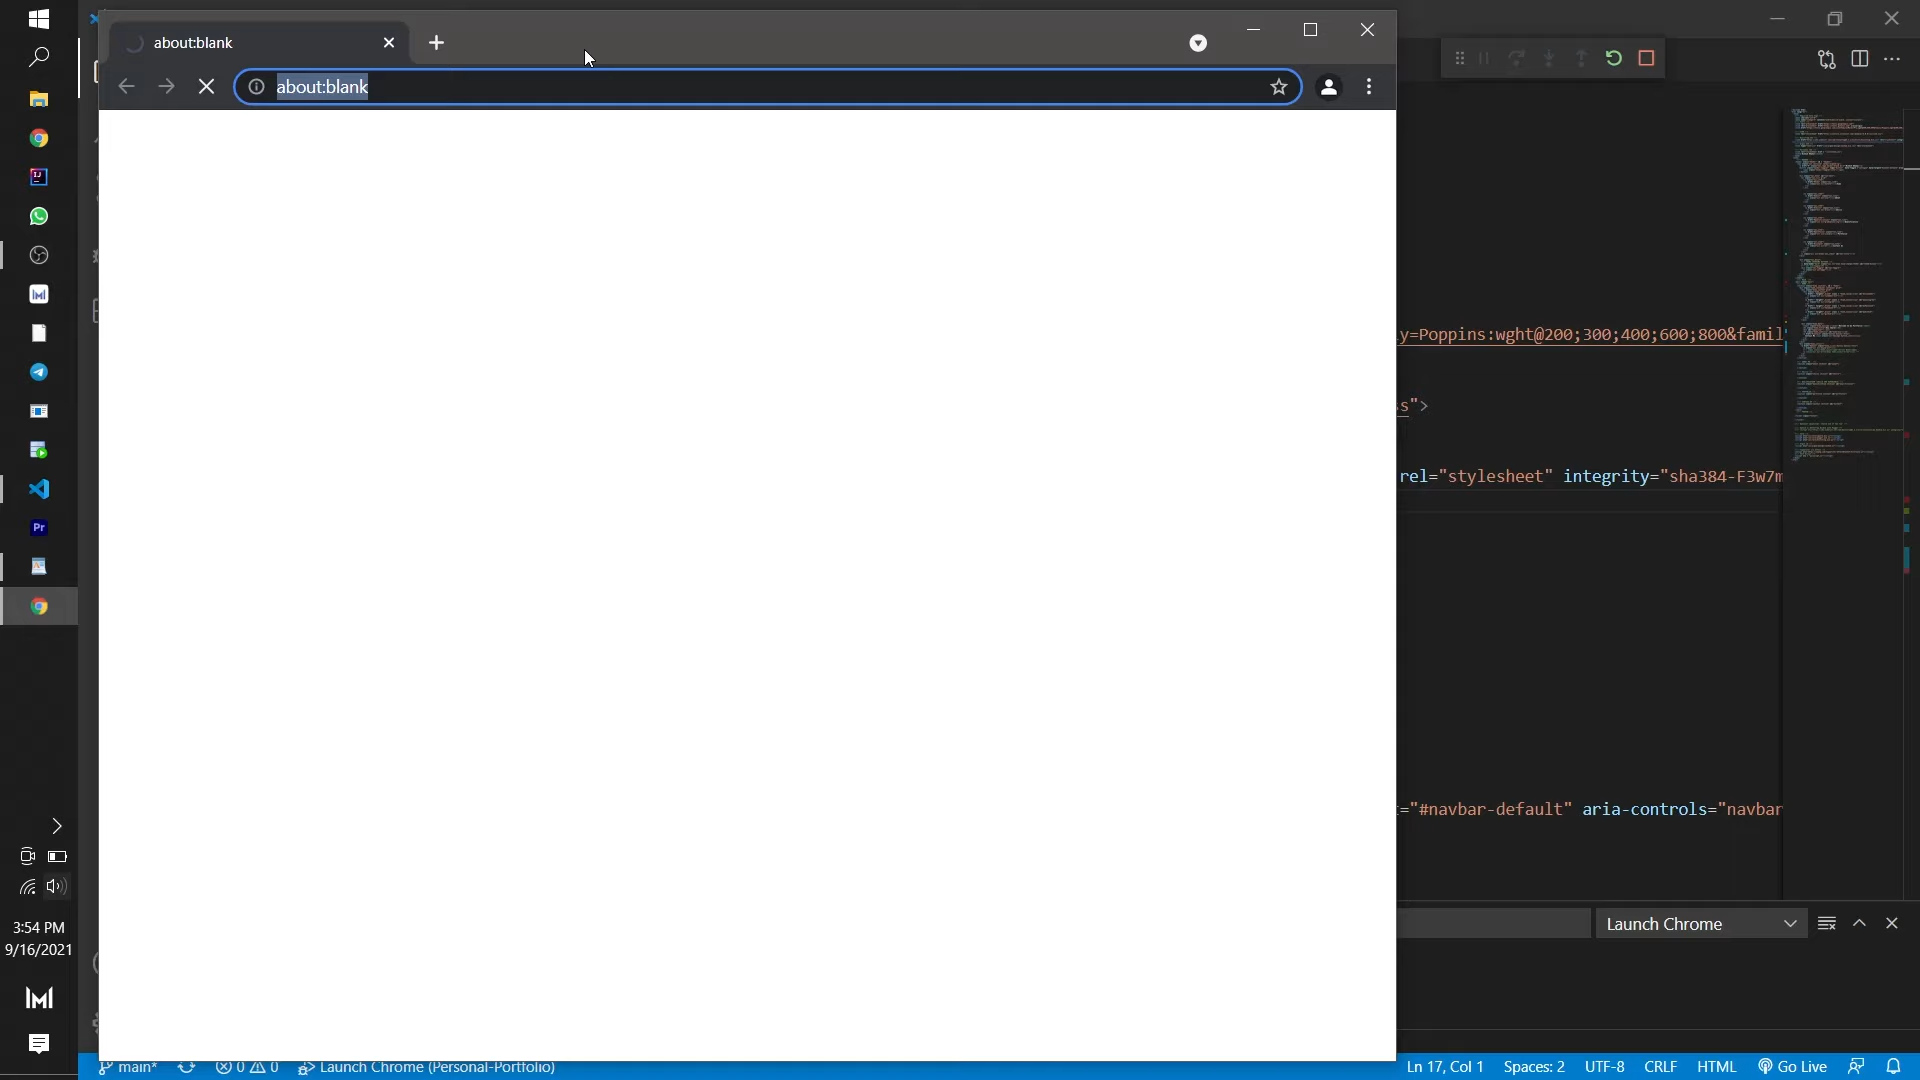 about:blank
about:blank
y=Poppins:wght@200;300;400;600;800&famil
s">
rel="stylesheet" integrity="sha384-F3w7m
="#navbar-default" aria-controls="navbar
Launch Chrome
3:54 PM
9/16/2021
main*
0 0
Launch Chrome (Personal-Portfolio)
Ln 17, Col 1
Spaces: 2
UTF-8
CRLF
HTML
Go Live
IJ
Pr